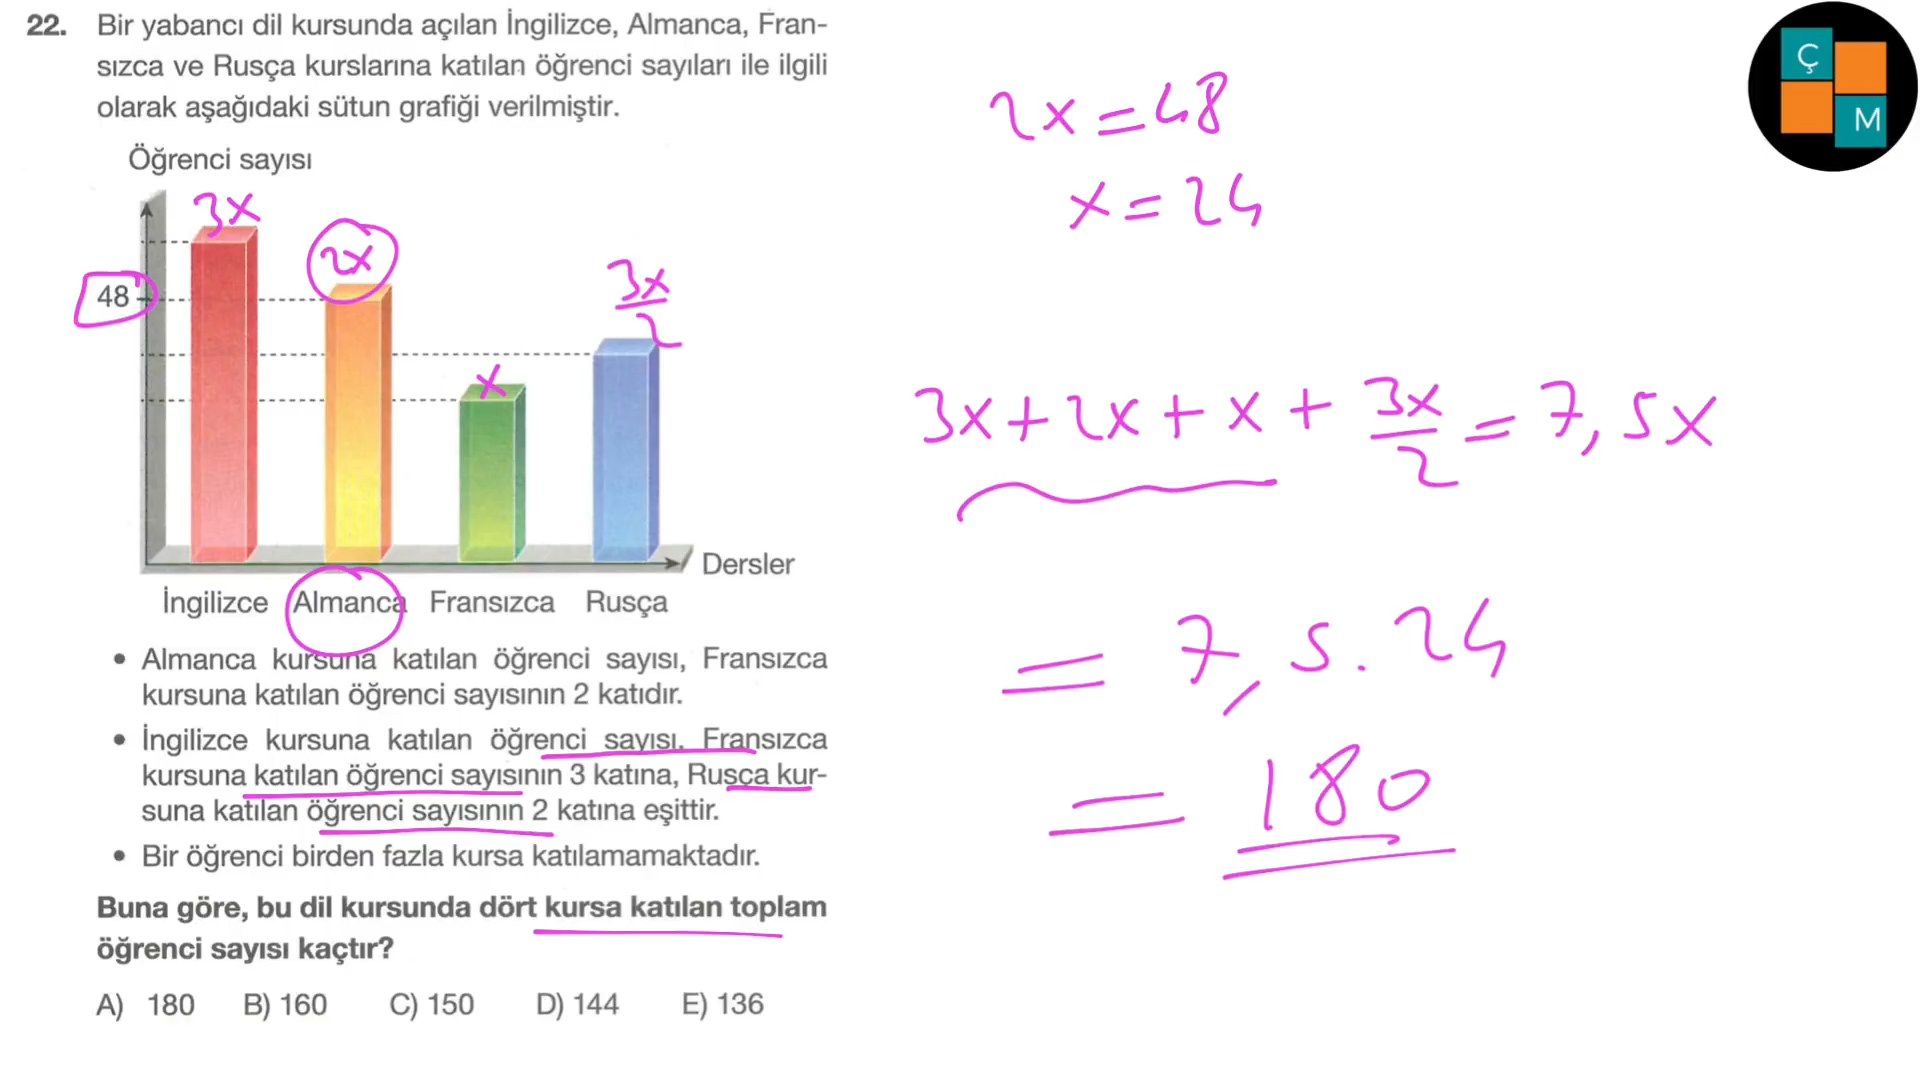 22. Bir yabancı dil kursunda açılan İngilizce, Almanca, Fran-
sızca ve Rusça kurslarına katılan öğrenci sayıları ile ilgili
olarak aşağıdaki sütun grafiği verilmiştir.
Öğrenci sayısı
3x
2x
48
3x
2
x
Dersler
İngilizce Almanca Fransızca Rusça
• Almanca kursuna katılan öğrenci sayısı, Fransızca
kursuna katılan öğrenci sayısının 2 katıdır.
• İngilizce kursuna katılan öğrenci sayısı, Fransızca
kursuna katılan öğrenci sayısının 3 katına, Rusça kur-
suna katılan öğrenci sayısının 2 katına eşittir.
• Bir öğrenci birden fazla kursa katılamamaktadır.
Buna göre, bu dil kursunda dört kursa katılan toplam
öğrenci sayısı kaçtır?
A) 180 B) 160 C) 150 D) 144 E) 136
2x=48
x=24
3x+2x+x+3x/2=7,5x
= 7,5.24
= 180
Ç
M